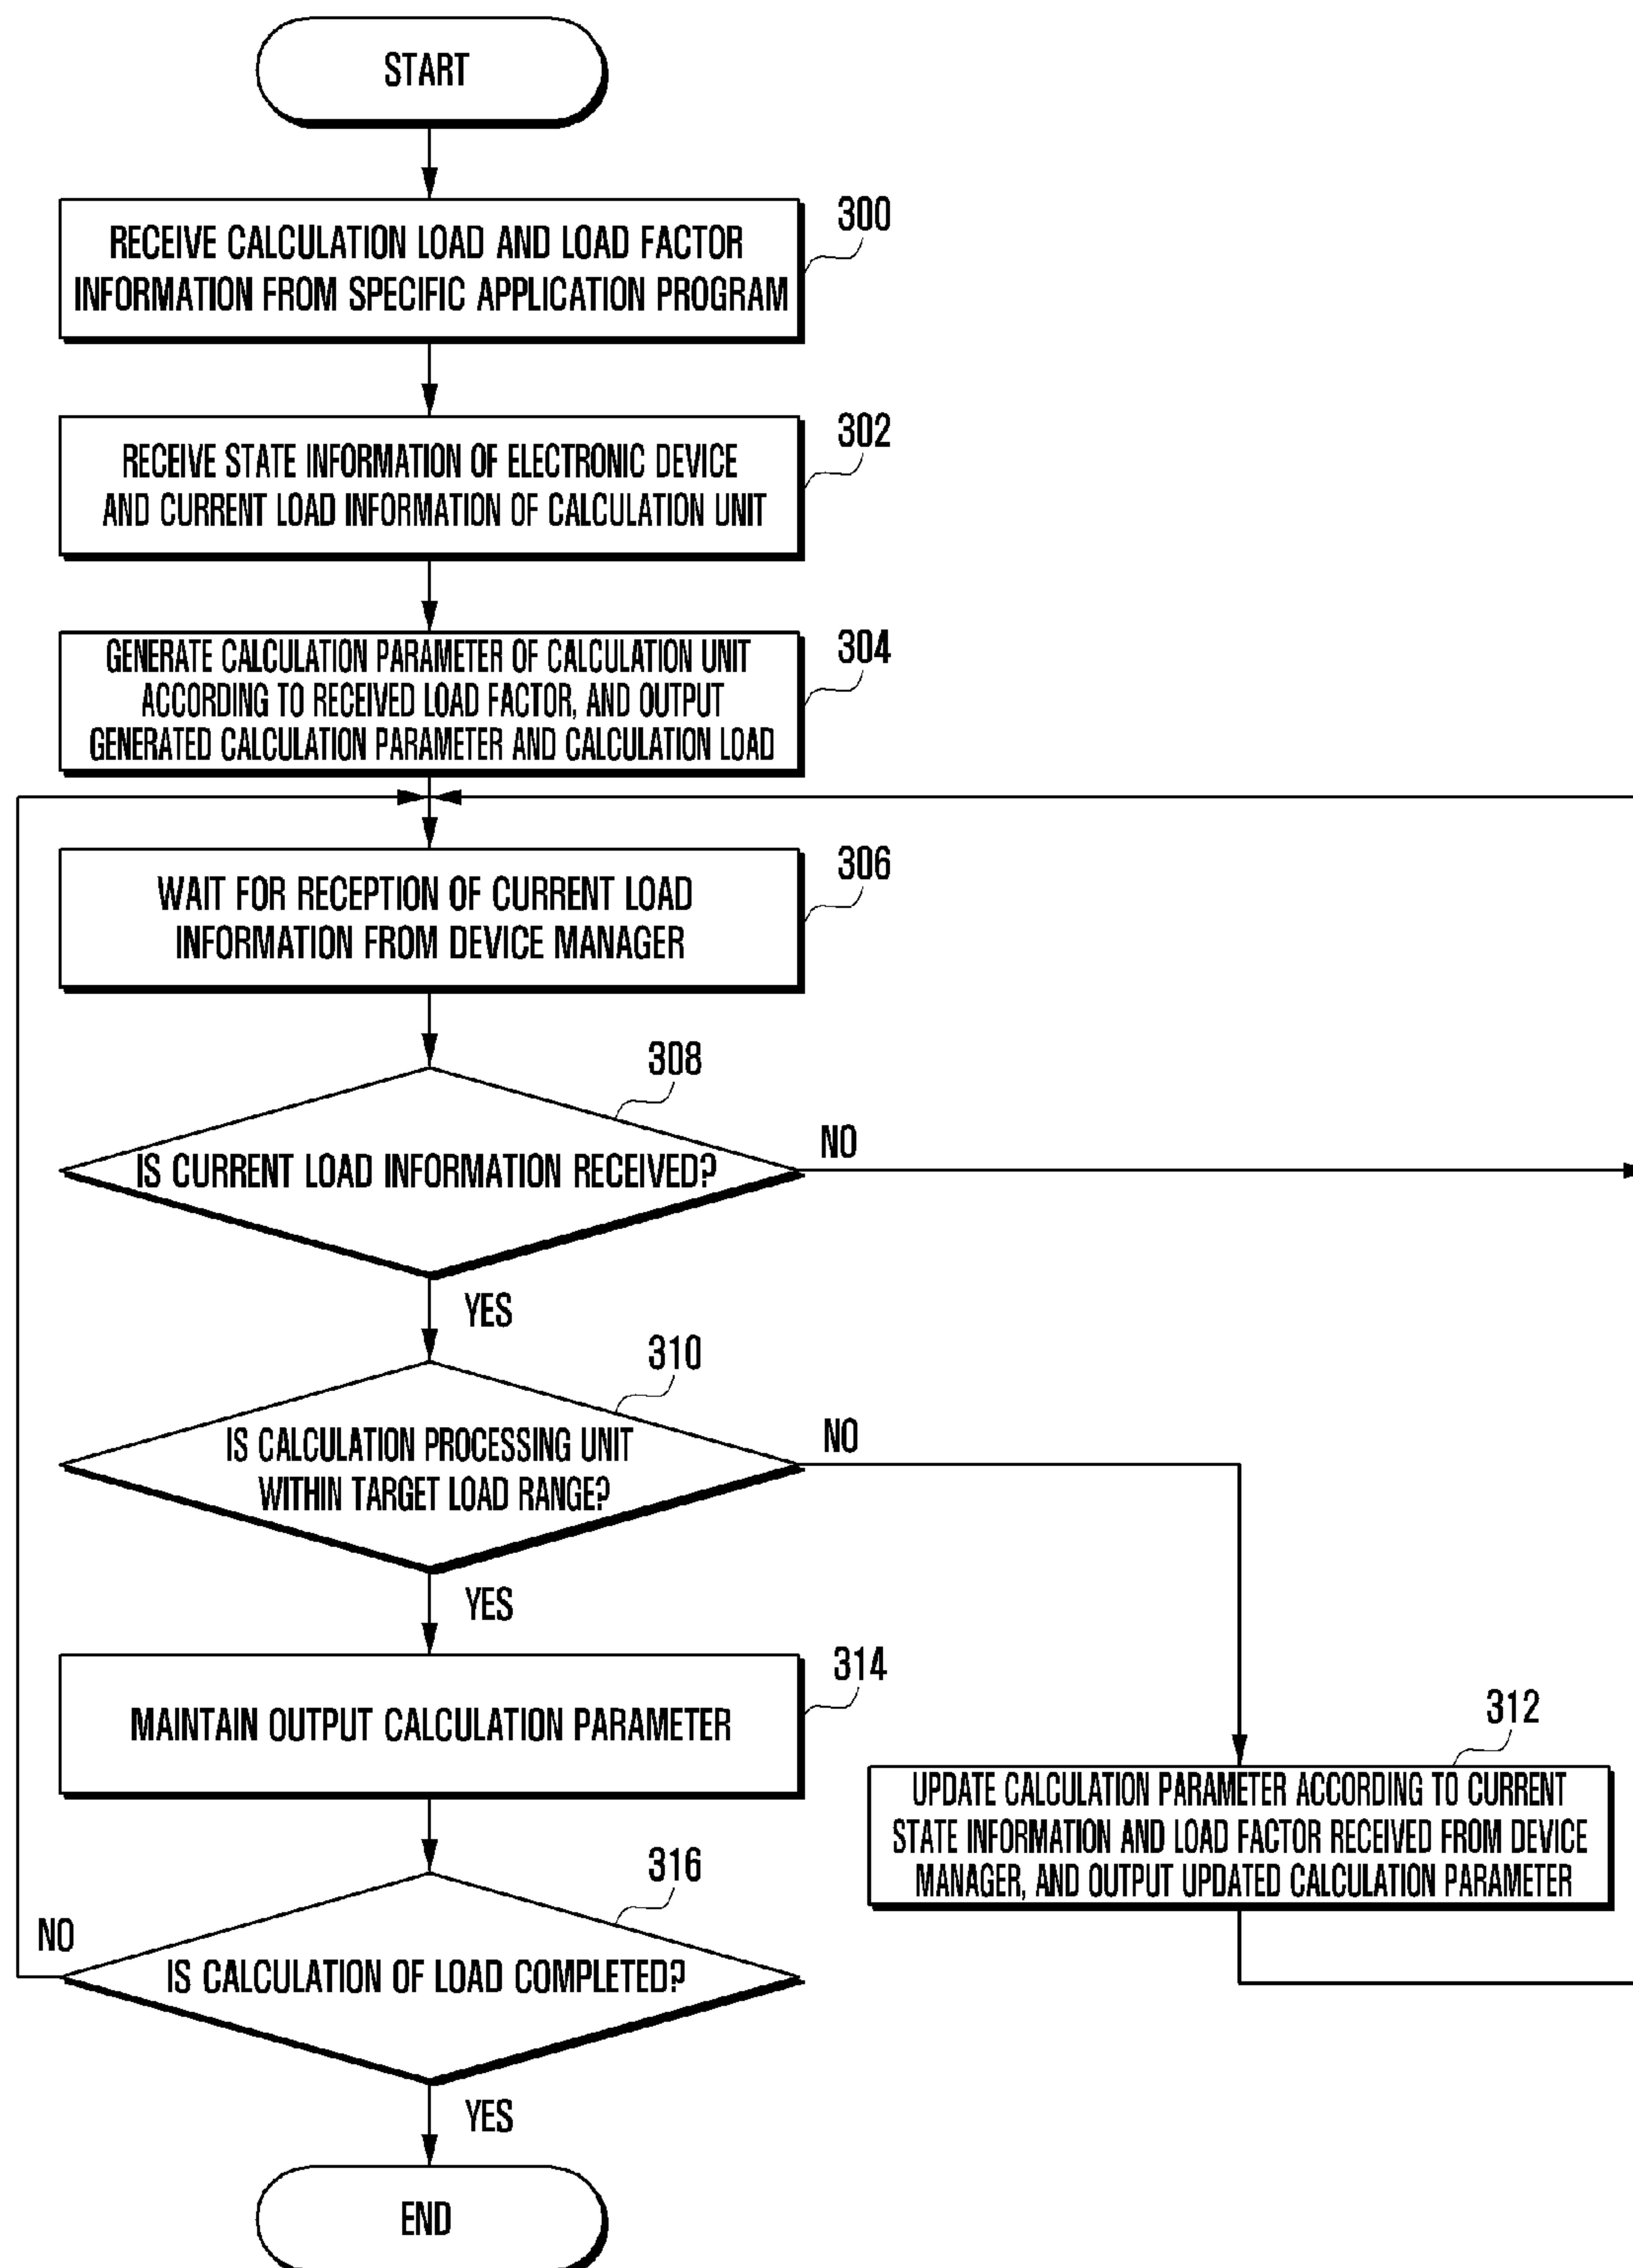 START
300
RECEIVE CALCULATION LOAD AND LOAD FACTOR
INFORMATION FROM SPECIFIC APPLICATION PROGRAM
302
RECEIVE STATE INFORMATION OF ELECTRONIC DEVICE
AND CURRENT LOAD INFORMATION OF CALCULATION UNIT
304
GENERATE CALCULATION PARAMETER OF CALCULATION UNIT
ACCORDING TO RECEIVED LOAD FACTOR, AND OUTPUT
GENERATED CALCULATION PARAMETER AND CALCULATION LOAD
306
WAIT FOR RECEPTION OF CURRENT LOAD
INFORMATION FROM DEVICE MANAGER
308
NO
IS CURRENT LOAD INFORMATION RECEIVED?
YES
310
NO
IS CALCULATION PROCESSING UNIT
WITHIN TARGET LOAD RANGE?
YES
314
MAINTAIN OUTPUT CALCULATION PARAMETER
312
UPDATE CALCULATION PARAMETER ACCORDING TO CURRENT
STATE INFORMATION AND LOAD FACTOR RECEIVED FROM DEVICE
MANAGER, AND OUTPUT UPDATED CALCULATION PARAMETER
316
NO
IS CALCULATION OF LOAD COMPLETED?
YES
END